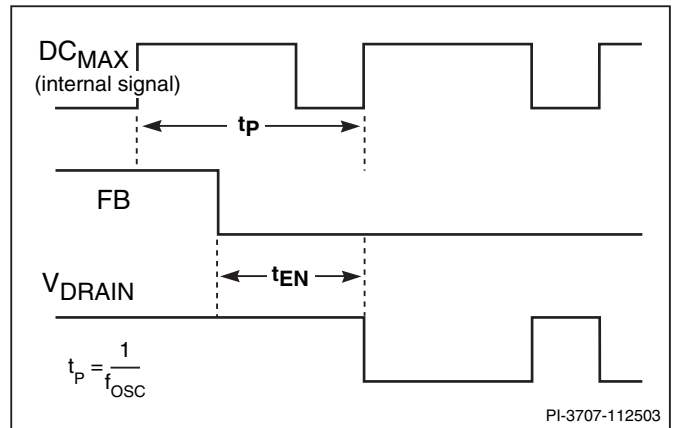 DCMAX
(internal signal)
tP
FB
tEN
VDRAIN
tP = 1/fOSC
PI-3707-112503